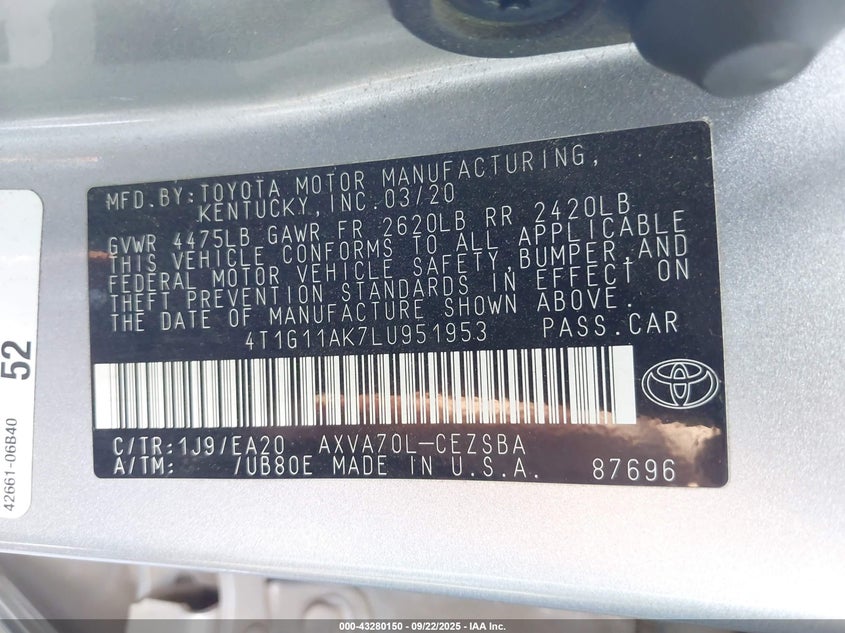 MFD.BY:TOYOTA MOTOR MANUFACTURING,
KENTUCKY,INC.03/20
GVWR 4475LB GAWR FR 2620LB RR 2420LB
THIS VEHICLE CONFORMS TO ALL APPLICABLE
FEDERAL MOTOR VEHICLE SAFETY,BUMPER,AND
THEFT PREVENTION STANDARDS IN EFFECT ON
THE DATE OF MANUFACTURE SHOWN ABOVE.
4T1G11AK7LU951953 PASS.CAR
C/TR:1J9/EA20 AXVA70L-CEZSBA
A/TM: /UB80E MADE IN U.S.A. 87696
52
42661-06B40
000-43280150 - 09/22/2025 - IAA Inc.